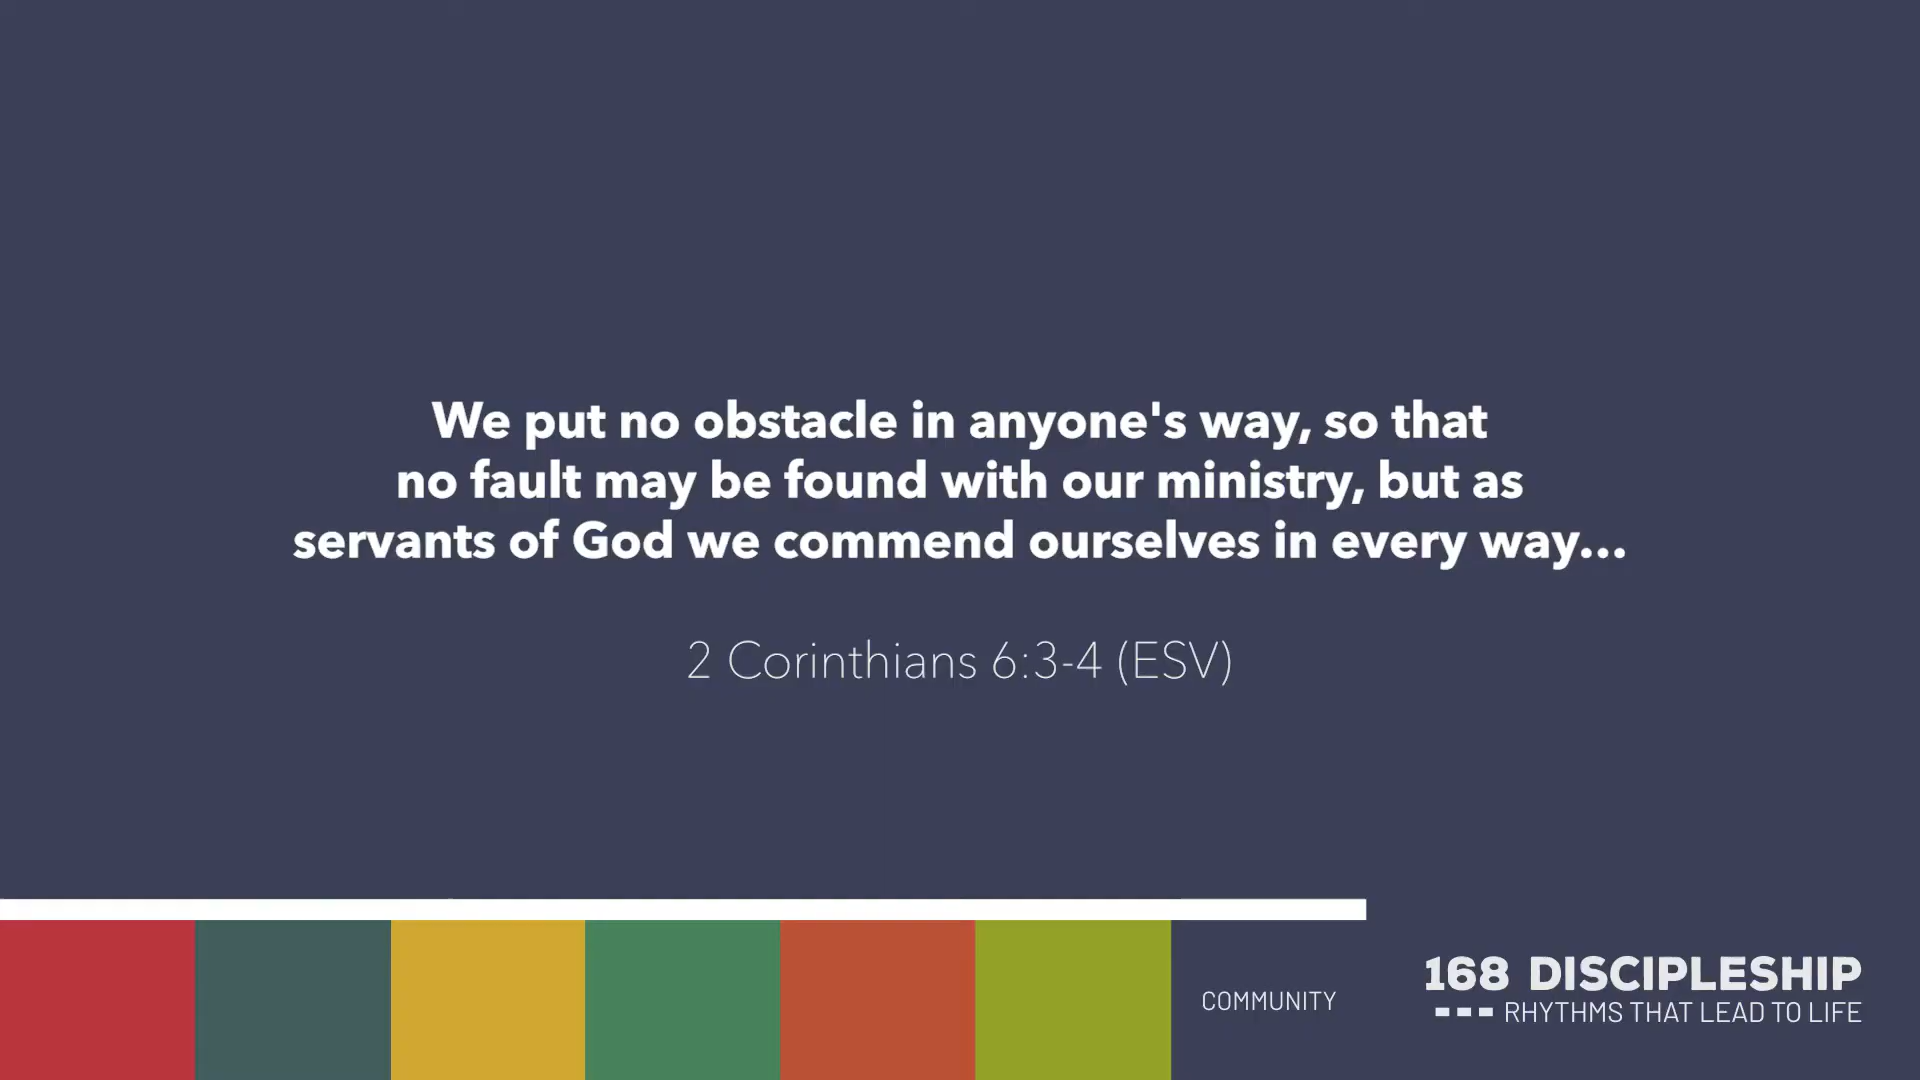 We put no obstacle in anyone's way, so that
no fault may be found with our ministry, but as
servants of God we commend ourselves in every way...
2 Corinthians 6:3-4 (ESV)
COMMUNITY
168 DISCIPLESHIP
RHYTHMS THAT LEAD TO LIFE